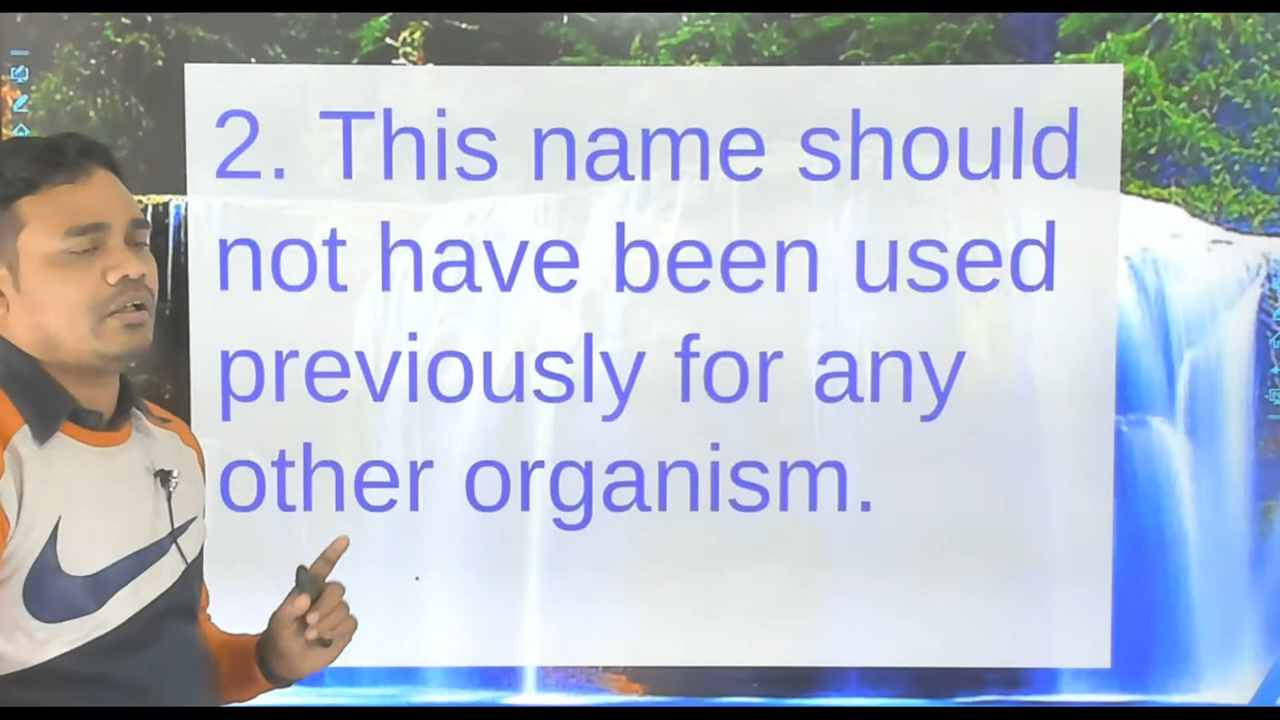 2. This name should
not have been used
previously for any
other organism.